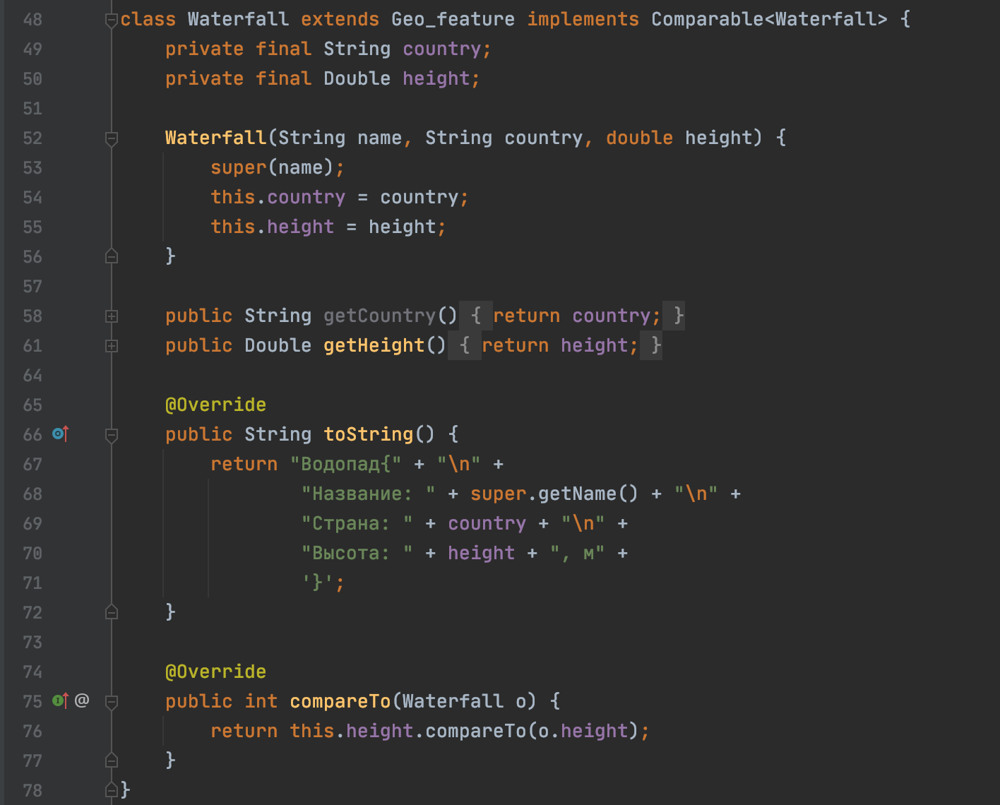 48 class Waterfall extends Geo_feature implements Comparable<Waterfall> {
49     private final String country;
50     private final Double height;
51
52     Waterfall(String name, String country, double height) {
53         super(name);
54         this.country = country;
55         this.height = height;
56     }
57
58     public String getCountry() { return country; }
61     public Double getHeight() { return height; }
64
65     @Override
66     public String toString() {
67         return "Водопад{" + "\n" +
68                 "Название: " + super.getName() + "\n" +
69                 "Страна: " + country + "\n" +
70                 "Высота: " + height + ", м" +
71                 '}';
72     }
73
74     @Override
75 @   public int compareTo(Waterfall o) {
76         return this.height.compareTo(o.height);
77     }
78 }